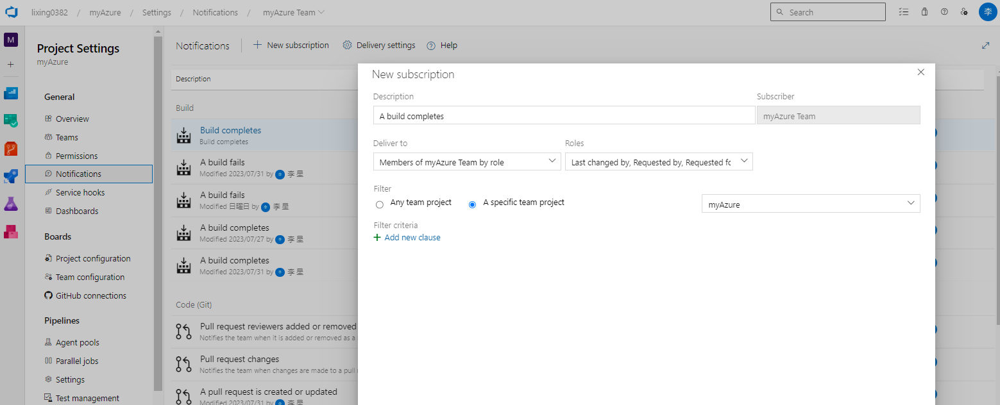 lixing0382 / myAzure / Settings / Notifications / myAzure Team
Search
李
M
Project Settings
myAzure
General
Overview
Teams
Permissions
Notifications
Service hooks
Dashboards
Boards
Project configuration
Team configuration
GitHub connections
Pipelines
Agent pools
Parallel jobs
Settings
Test management
Notifications
New subscription
Delivery settings
Help
Description
Build
Build completes
Build completes
A build fails
Modified 2023/07/31 by 李 星
A build fails
Modified 日曜日 by 李 星
A build completes
Modified 2023/07/27 by 李 星
A build completes
Modified 2023/07/31 by 李 星
Code (Git)
Pull request reviewers added or removed
Notifies the team when it is added or removed as a
Pull request changes
Notifies the team when changes are made to a pull
A pull request is created or updated
Modified 2023/07/31 by 李 星
New subscription
Description
Subscriber
A build completes
myAzure Team
Deliver to
Roles
Members of myAzure Team by role
Last changed by, Requested by, Requested fo
Filter
Any team project
A specific team project
myAzure
Filter criteria
Add new clause